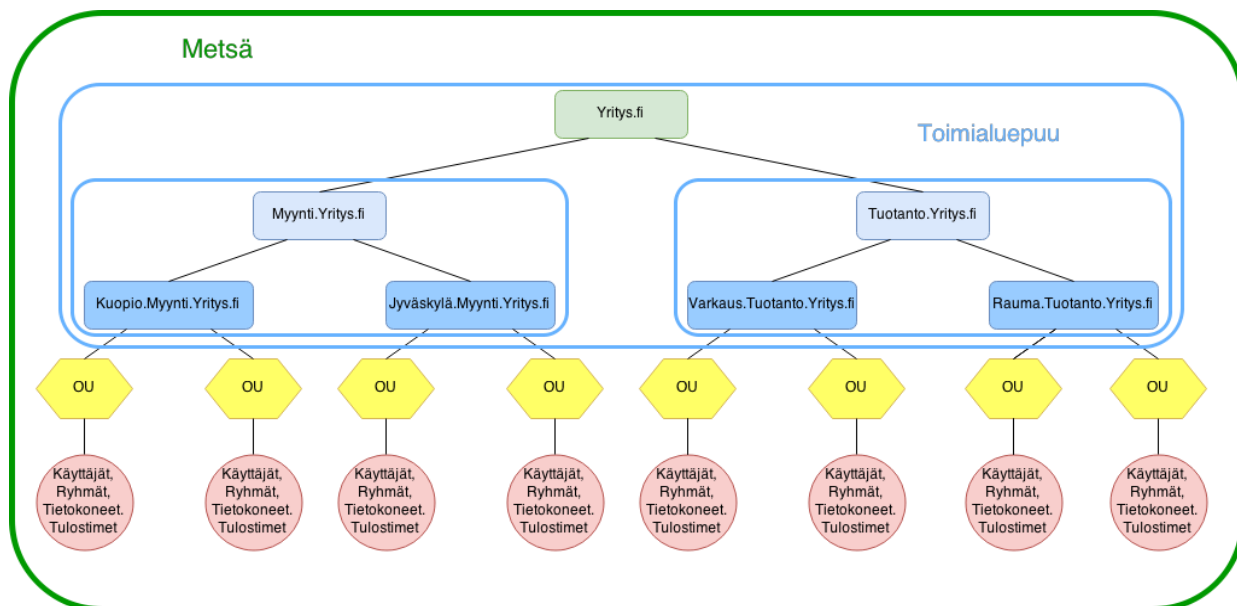 Metsä
Yritys.fi
Toimialuepuu
Myynti.Yritys.fi
Tuotanto.Yritys.fi
Kuopio.Myynti.Yritys.fi
Jyväskylä.Myynti.Yritys.fi
Varkaus.Tuotanto.Yritys.fi
Rauma.Tuotanto.Yritys.fi
OU
OU
OU
OU
OU
OU
OU
OU
Käyttäjät,
Ryhmät,
Tietokoneet.
Tulostimet
Käyttäjät,
Ryhmät,
Tietokoneet.
Tulostimet
Käyttäjät,
Ryhmät,
Tietokoneet.
Tulostimet
Käyttäjät,
Ryhmät,
Tietokoneet.
Tulostimet
Käyttäjät,
Ryhmät,
Tietokoneet.
Tulostimet
Käyttäjät,
Ryhmät,
Tietokoneet.
Tulostimet
Käyttäjät,
Ryhmät,
Tietokoneet.
Tulostimet
Käyttäjät,
Ryhmät,
Tietokoneet.
Tulostimet